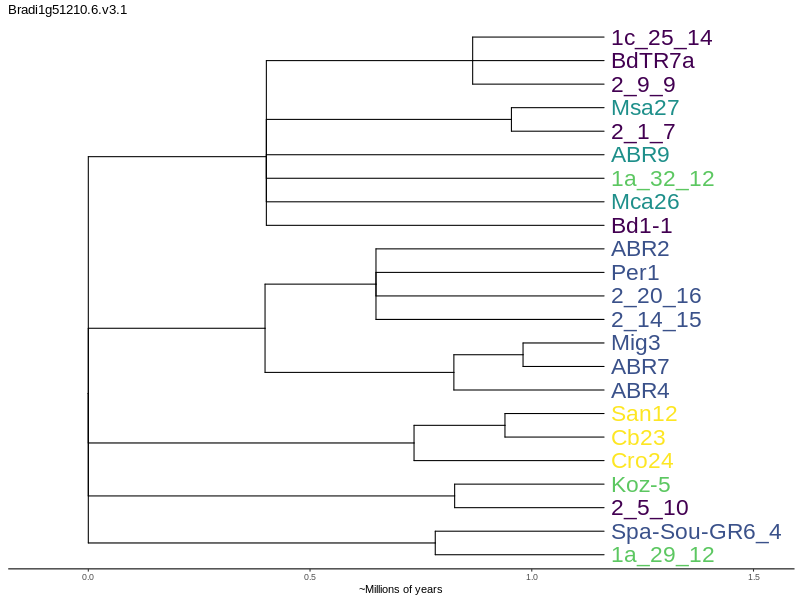 Bradi1g51210.6.v3.1
1c_25_14
BdTR7a
2_9_9
Msa27
2_1_7
ABR9
1a_32_12
Mca26
Bd1-1
ABR2
Per1
2_20_16
2_14_15
Mig3
ABR7
ABR4
San12
Cb23
Cro24
Koz-5
2_5_10
Spa-Sou-GR6_4
1a_29_12
0.0 0.5 1.0 1.5
~Millions of years